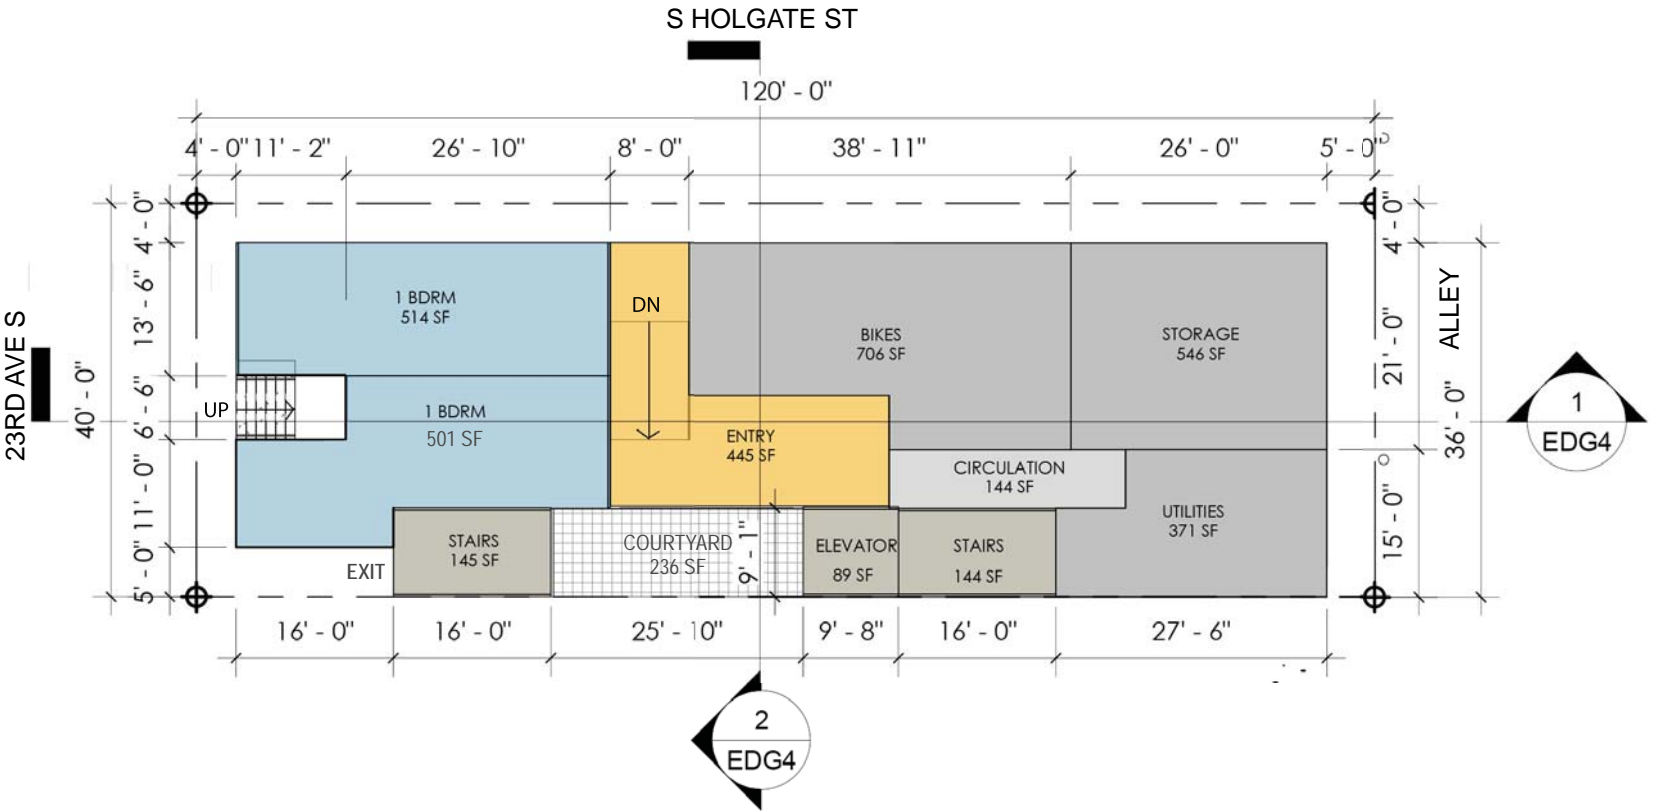 S HOLGATE ST
120' - 0"
4' - 0" 11' - 2" 26' - 10" 8' - 0" 38' - 11" 26' - 0" 5' - 0"
23RD AVE S
40' - 0"
4' - 0"
13' - 6"
6' - 6"
11' - 0"
5' - 0"
1 BDRM
514 SF
UP
1 BDRM
501 SF
DN
ENTRY
445 SF
BIKES
706 SF
STORAGE
546 SF
CIRCULATION
144 SF
UTILITIES
371 SF
EXIT
STAIRS
145 SF
COURTYARD
236 SF
9' - 1"
ELEVATOR
89 SF
STAIRS
144 SF
4' - 0"
21' - 0"
15' - 0"
36' - 0"
ALLEY
1
EDG4
16' - 0" 16' - 0" 25' - 10" 9' - 8" 16' - 0" 27' - 6"
2
EDG4